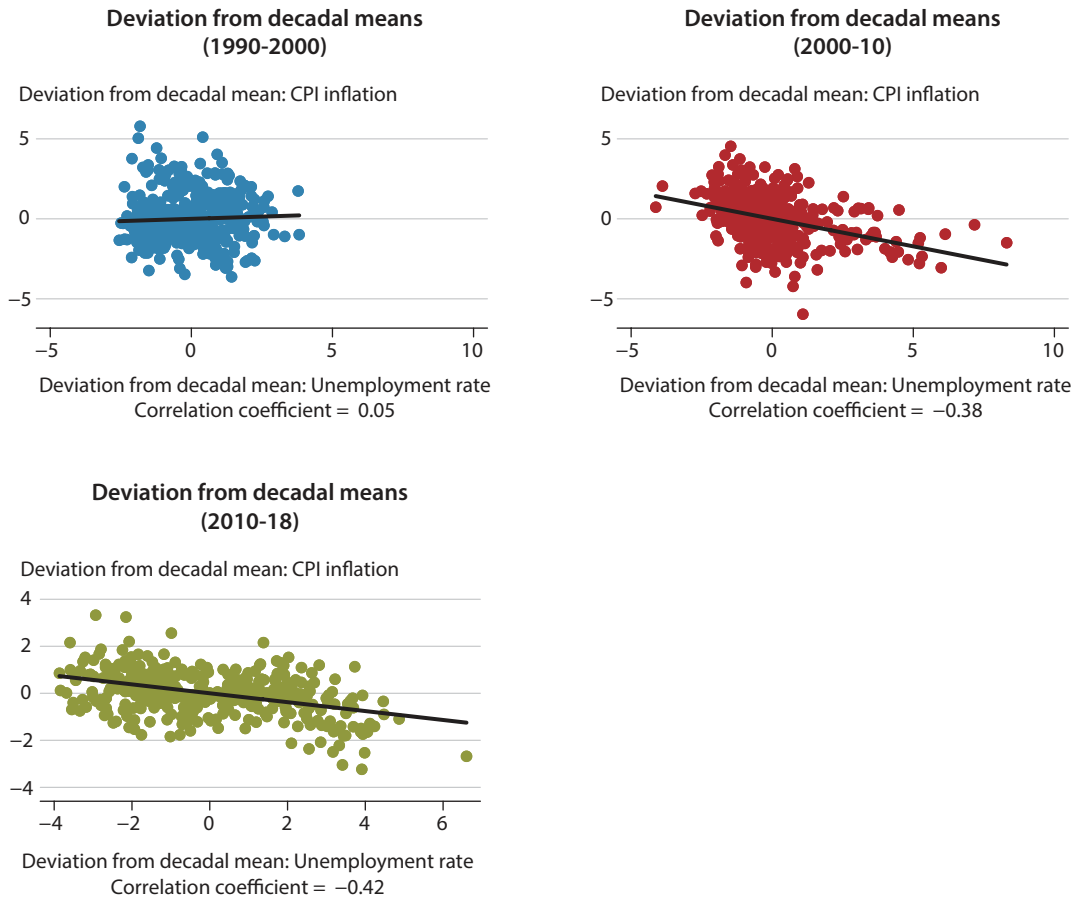 Deviation from decadal means
(1990-2000)
Deviation from decadal mean: CPI inflation
5
0
−5
−5 0 5 10
Deviation from decadal mean: Unemployment rate
Correlation coefficient = 0.05
Deviation from decadal means
(2000-10)
Deviation from decadal mean: CPI inflation
5
0
−5
−5 0 5 10
Deviation from decadal mean: Unemployment rate
Correlation coefficient = −0.38
Deviation from decadal means
(2010-18)
Deviation from decadal mean: CPI inflation
4
2
0
−2
−4
−4 −2 0 2 4 6
Deviation from decadal mean: Unemployment rate
Correlation coefficient = −0.42